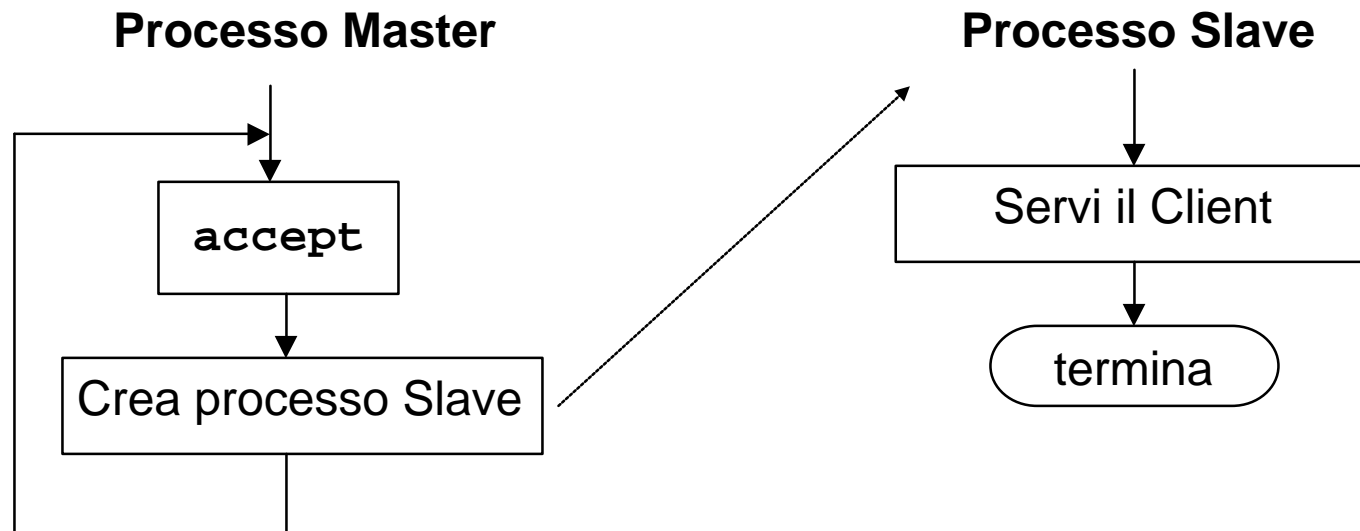 Processo Master
accept
Crea processo Slave
Processo Slave
Servi il Client
termina